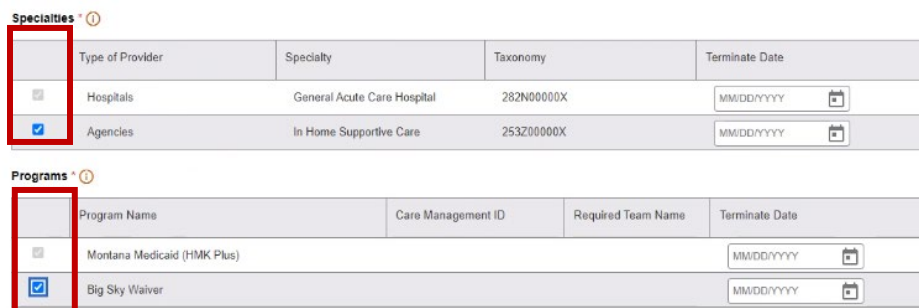 Specialties * ⓘ
Type of Provider Specialty Taxonomy Terminate Date
Hospitals General Acute Care Hospital 282N00000X MM/DD/YYYY
Agencies In Home Supportive Care 253Z00000X MM/DD/YYYY
Programs * ⓘ
Program Name Care Management ID Required Team Name Terminate Date
Montana Medicaid (HMK Plus) MM/DD/YYYY
Big Sky Waiver MM/DD/YYYY